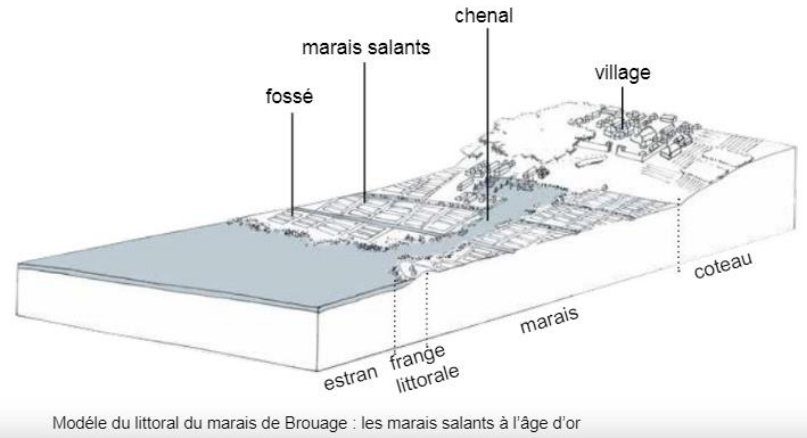 chenal
marais salants
village
fossé
coteau
marais
frange
littorale
estran
Modéle du littoral du marais de Brouage : les marais salants à l'âge d'or